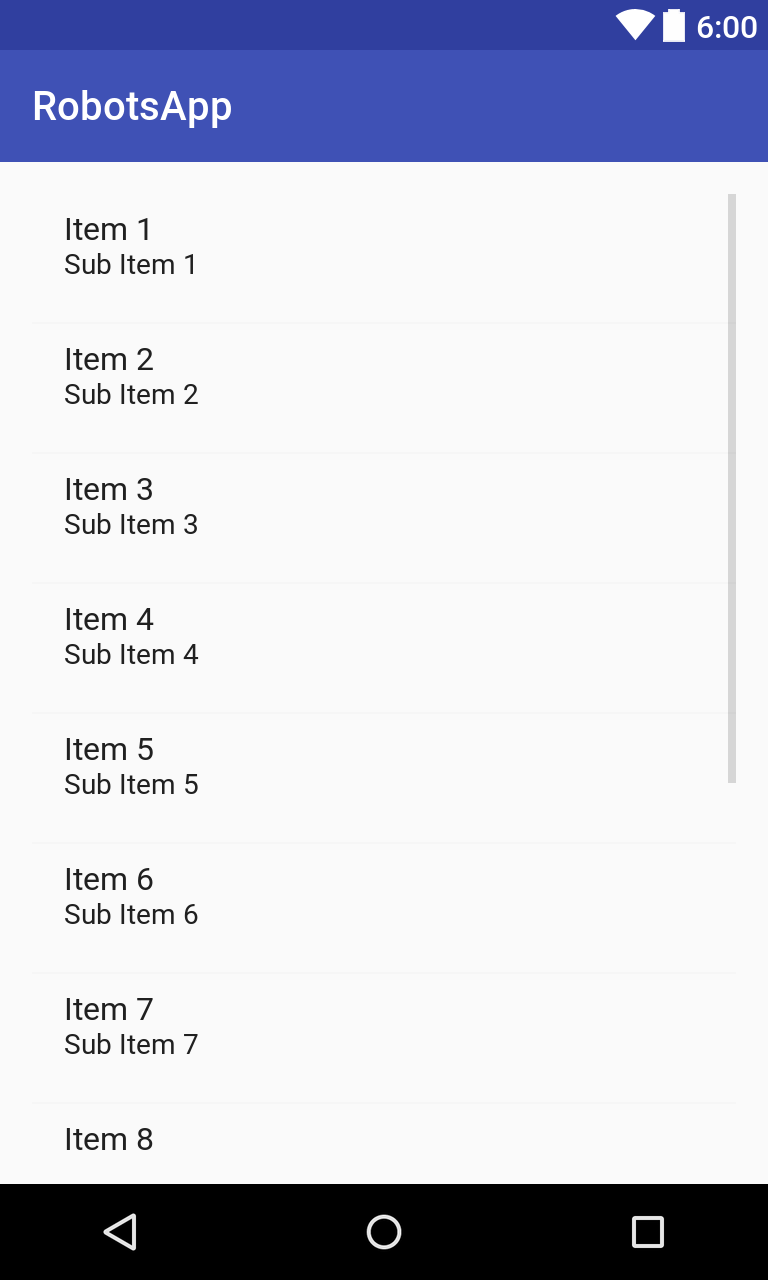 6:00
RobotsApp
Item 1
Sub Item 1
Item 2
Sub Item 2
Item 3
Sub Item 3
Item 4
Sub Item 4
Item 5
Sub Item 5
Item 6
Sub Item 6
Item 7
Sub Item 7
Item 8